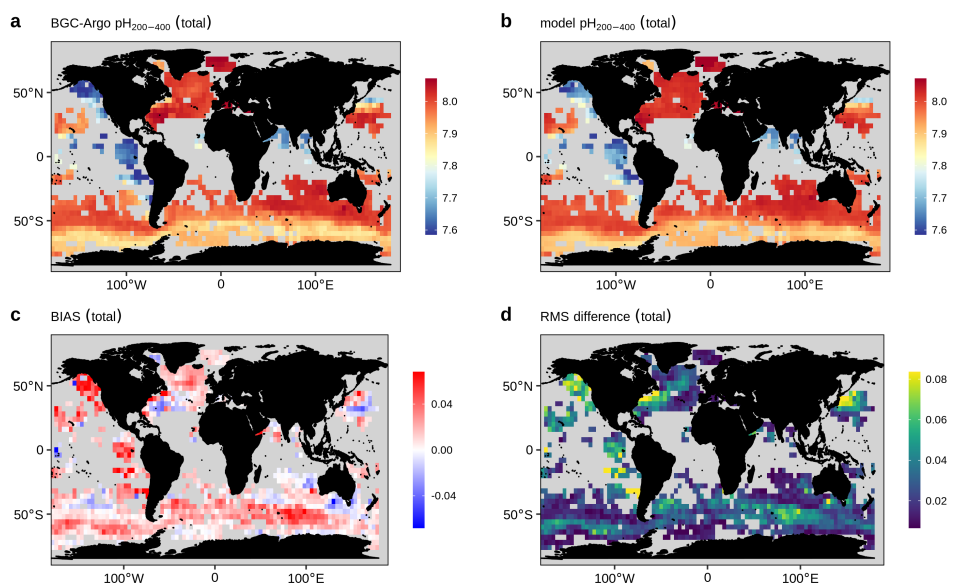 a BGC-Argo pH200−400 (total)
50°N
0
50°S
100°W 0 100°E
8.0
7.9
7.8
7.7
7.6
b model pH200−400 (total)
50°N
0
50°S
100°W 0 100°E
8.0
7.9
7.8
7.7
7.6
c BIAS (total)
50°N
0
50°S
100°W 0 100°E
0.04
0.00
-0.04
d RMS difference (total)
50°N
0
50°S
100°W 0 100°E
0.08
0.06
0.04
0.02